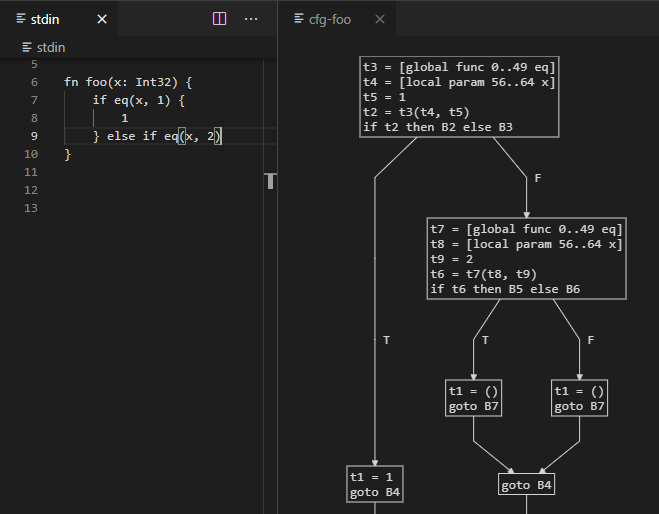 stdin
stdin
5
6 fn foo(x: Int32) {
7 if eq(x, 1) {
8 1
9 } else if eq(x, 2)
10 }
11
12
13
cfg-foo
t3 = [global func 0..49 eq]
t4 = [local param 56..64 x]
t5 = 1
t2 = t3(t4, t5)
if t2 then B2 else B3
F
t7 = [global func 0..49 eq]
t8 = [local param 56..64 x]
t9 = 2
t6 = t7(t8, t9)
if t6 then B5 else B6
T
T
F
t1 = ()
goto B7
t1 = ()
goto B7
t1 = 1
goto B4
goto B4